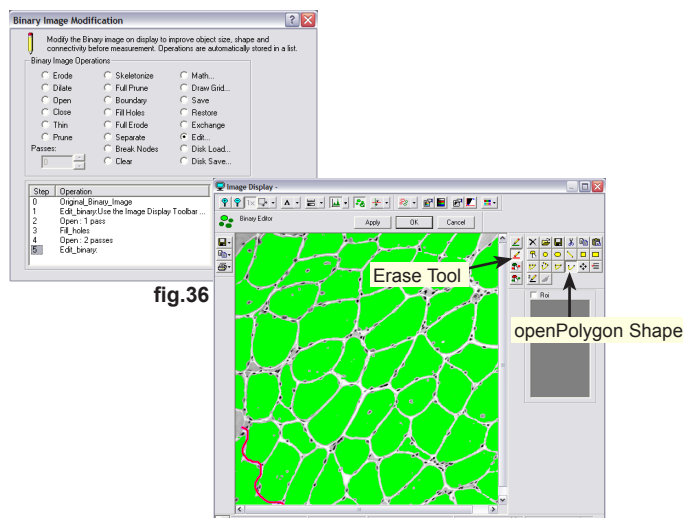 Binary Image Modification
Modify the Binary image on display to improve object size, shape and
connectivity before measurement. Operations are automatically stored in a list.
Binary Image Operations
Erode
Dilate
Open
Close
Thin
Prune
Skeletonize
Full Prune
Boundary
Fill Holes
Full Erode
Separate
Break Nodes
Clear
Math...
Draw Grid...
Save
Restore
Exchange
Edit...
Disk Load...
Disk Save...
Passes:
0
Step Operation
0 Original_Binary_Image
1 Edit_binary:Use the Image Display Toolbar ...
2 Open : 1 pass
3 Fill_holes
4 Open : 2 passes
5 Edit_binary:
fig.36
Image Display -
1x
Binary Editor
Apply
OK
Cancel
Erase Tool
Roi
openPolygon Shape